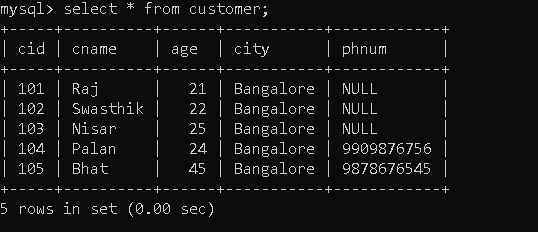 mysql> select * from customer;
+-----+----------+-----+-----------+------------+
| cid | cname    | age | city      | phnum      |
+-----+----------+-----+-----------+------------+
| 101 | Raj      |  21 | Bangalore | NULL       |
| 102 | Swasthik |  22 | Bangalore | NULL       |
| 103 | Nisar    |  25 | Bangalore | NULL       |
| 104 | Palan    |  24 | Bangalore | 9909876756 |
| 105 | Bhat     |  45 | Bangalore | 9878676545 |
+-----+----------+-----+-----------+------------+
5 rows in set (0.00 sec)